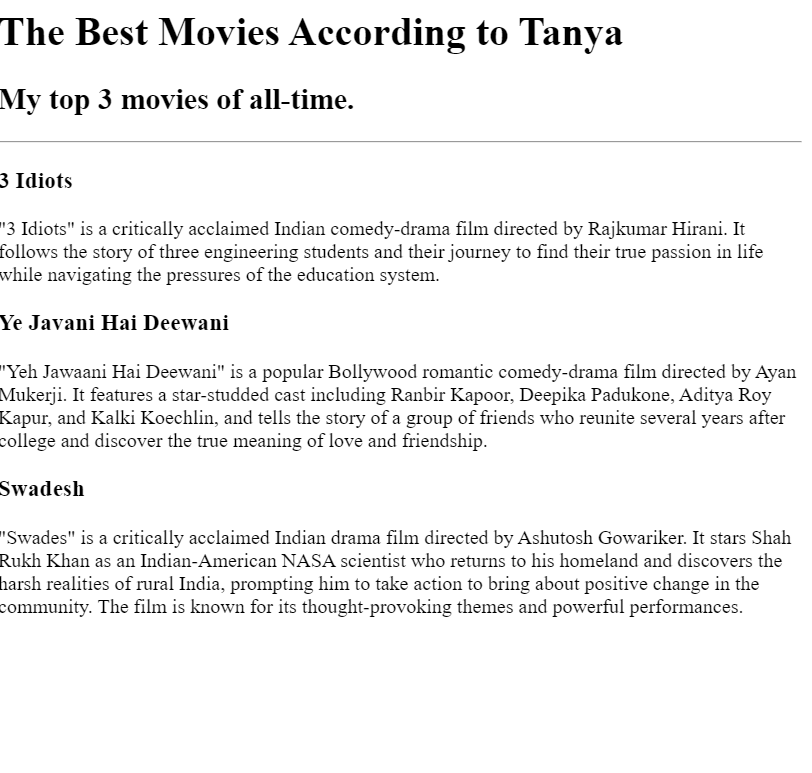 The Best Movies According to Tanya
My top 3 movies of all-time.
3 Idiots
"3 Idiots" is a critically acclaimed Indian comedy-drama film directed by Rajkumar Hirani. It
follows the story of three engineering students and their journey to find their true passion in life
while navigating the pressures of the education system.
Ye Javani Hai Deewani
"Yeh Jawaani Hai Deewani" is a popular Bollywood romantic comedy-drama film directed by Ayan
Mukerji. It features a star-studded cast including Ranbir Kapoor, Deepika Padukone, Aditya Roy
Kapur, and Kalki Koechlin, and tells the story of a group of friends who reunite several years after
college and discover the true meaning of love and friendship.
Swadesh
"Swades" is a critically acclaimed Indian drama film directed by Ashutosh Gowariker. It stars Shah
Rukh Khan as an Indian-American NASA scientist who returns to his homeland and discovers the
harsh realities of rural India, prompting him to take action to bring about positive change in the
community. The film is known for its thought-provoking themes and powerful performances.